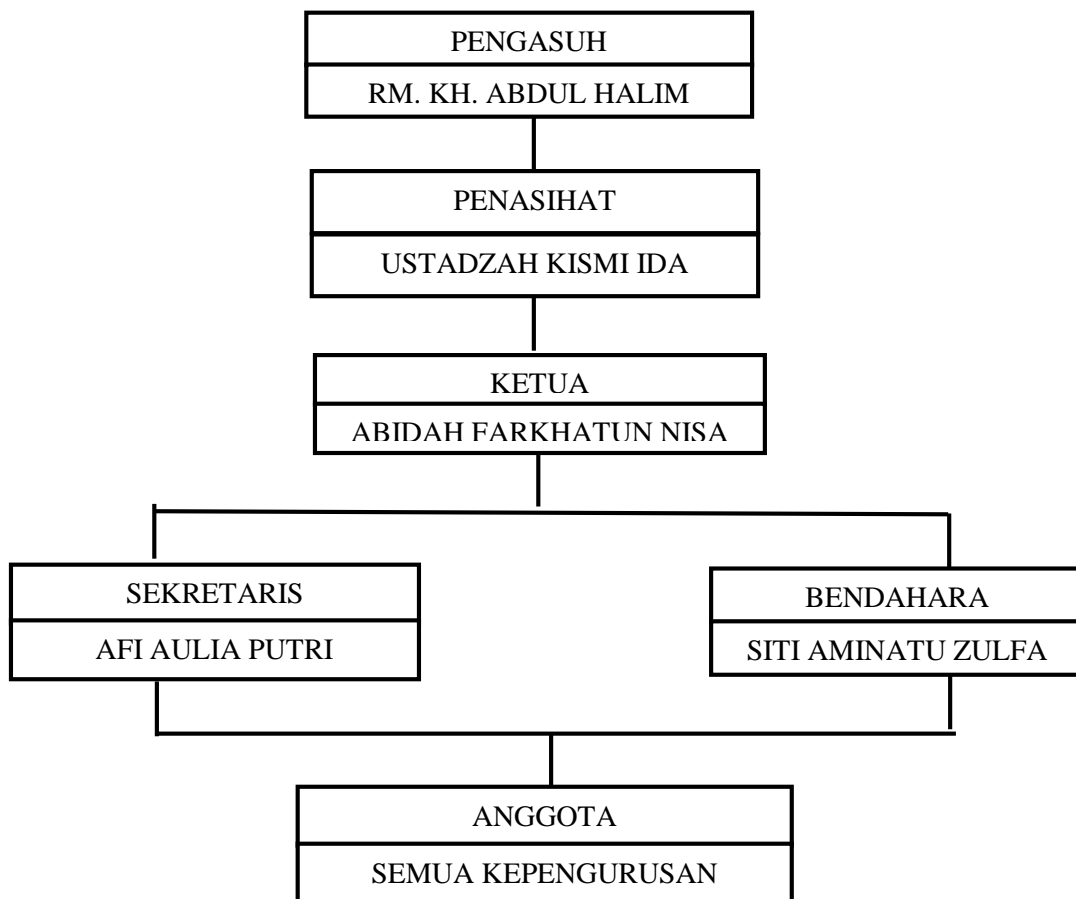 PENGASUH
RM. KH. ABDUL HALIM
PENASIHAT
USTADZAH KISMI IDA
KETUA
ABIDAH FARKHATUN NISA
SEKRETARIS
AFI AULIA PUTRI
BENDAHARA
SITI AMINATU ZULFA
ANGGOTA
SEMUA KEPENGURUSAN